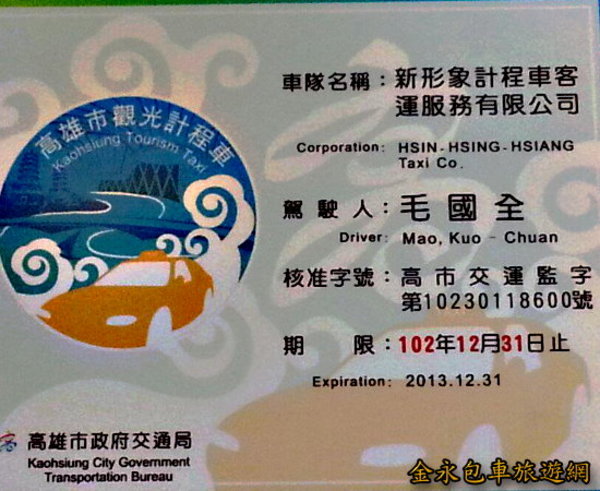 高雄市觀光計程車
Kaohsiung Tourism Taxi
車隊名稱：新形象計程車客
運服務有限公司
Corporation: HSIN-HSING-HSIANG
Taxi Co.
駕駛人：毛國全
Driver: Mao, Kuo - Chuan
核准字號：高市交運監字
第10230118600號
期限：102年12月31日止
Expiration: 2013.12.31
高雄市政府交通局
Kaohsiung City Government
Transportation Bureau
金永包車旅遊網